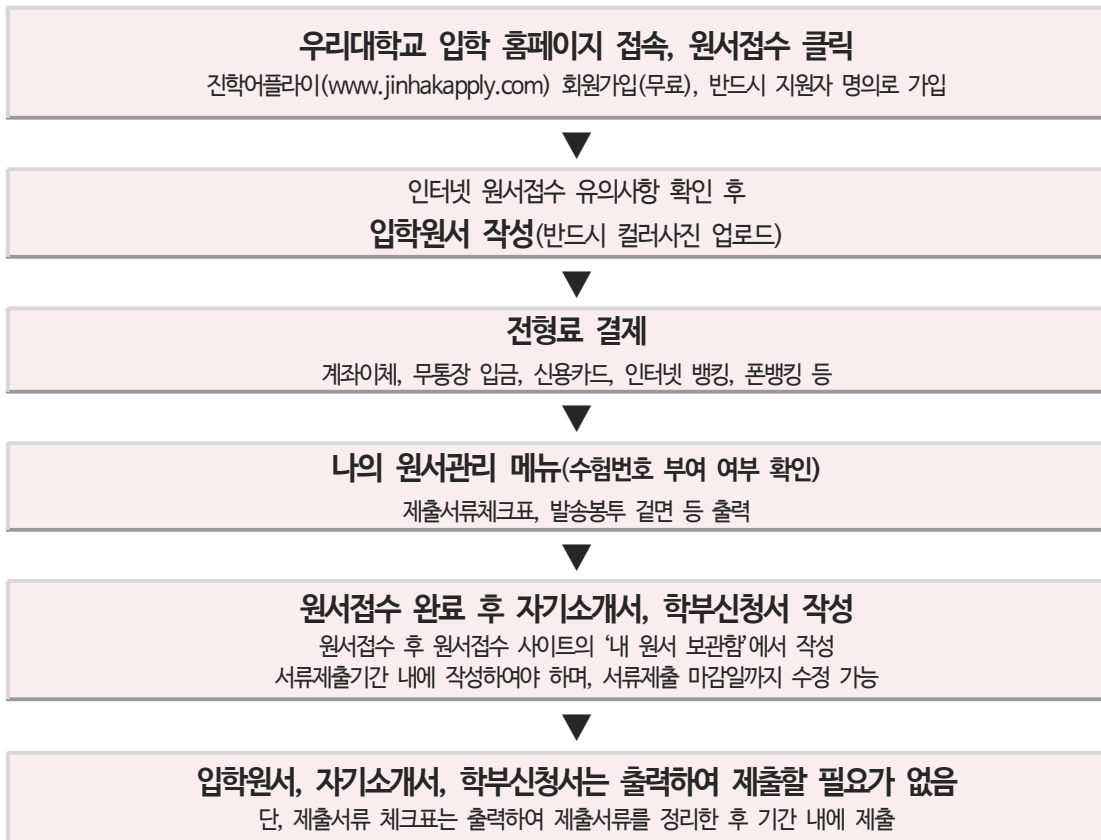 우리대학교 입학 홈페이지 접속, 원서접수 클릭
진학어플라이(www.jinhakapply.com) 회원가입(무료), 반드시 지원자 명의로 가입
▼
인터넷 원서접수 유의사항 확인 후
입학원서 작성(반드시 컬러사진 업로드)
▼
전형료 결제
계좌이체, 무통장 입금, 신용카드, 인터넷 뱅킹, 폰뱅킹 등
▼
나의 원서관리 메뉴(수험번호 부여 여부 확인)
제출서류체크표, 발송봉투 겉면 등 출력
▼
원서접수 완료 후 자기소개서, 학부신청서 작성
원서접수 후 원서접수 사이트의 ‘내 원서 보관함’에서 작성
서류제출기간 내에 작성하여야 하며, 서류제출 마감일까지 수정 가능
▼
입학원서, 자기소개서, 학부신청서는 출력하여 제출할 필요가 없음
단, 제출서류 체크표는 출력하여 제출서류를 정리한 후 기간 내에 제출